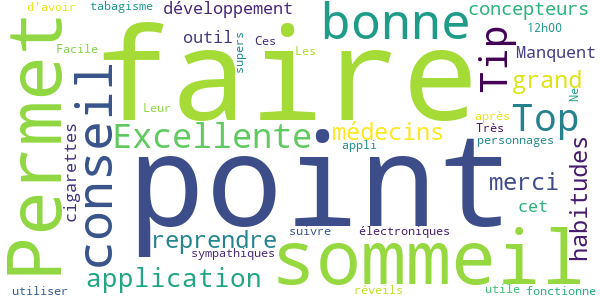 d'avoir
tabagisme
développement
bonne
concepteurs
faire
outil
supers
Ces
Les
12h00
Facile
Permet
conseil
Tip
Manquent
grand
Ne
Leur
Excellente
médecins
Top
après
Très
personnages
appli
cigarettes
point
habitudes
merci
cet
reprendre
suivre
électroniques
sympathiques
sommeil
application
utiliser
réveils
utile
fonctionne